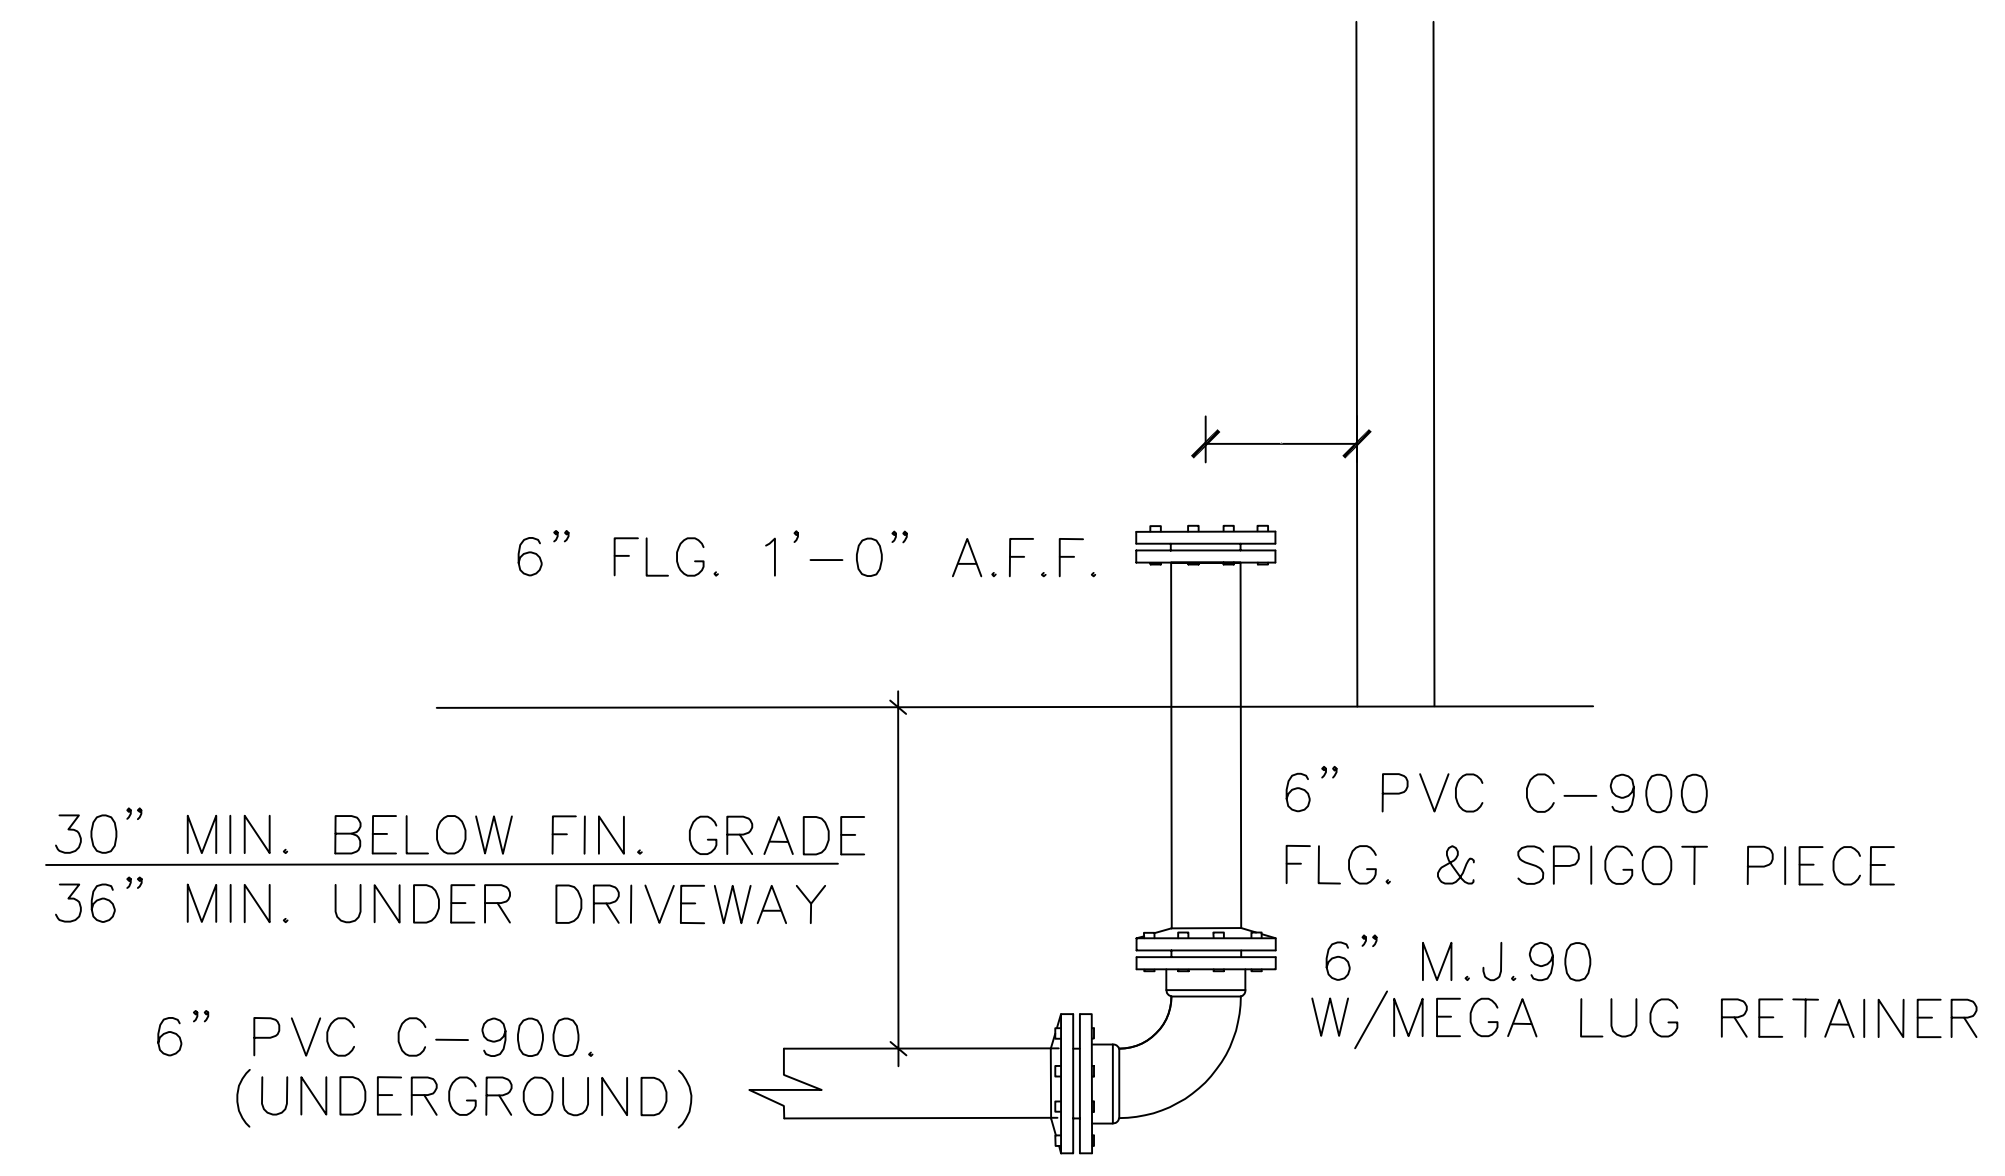 6” FLG. 1’-0” A.F.F.
30” MIN. BELOW FIN. GRADE
36” MIN. UNDER DRIVEWAY
6” PVC C-900
FLG. & SPIGOT PIECE
6” M.J.90
W/MEGA LUG RETAINER
6” PVC C-900.
(UNDERGROUND)